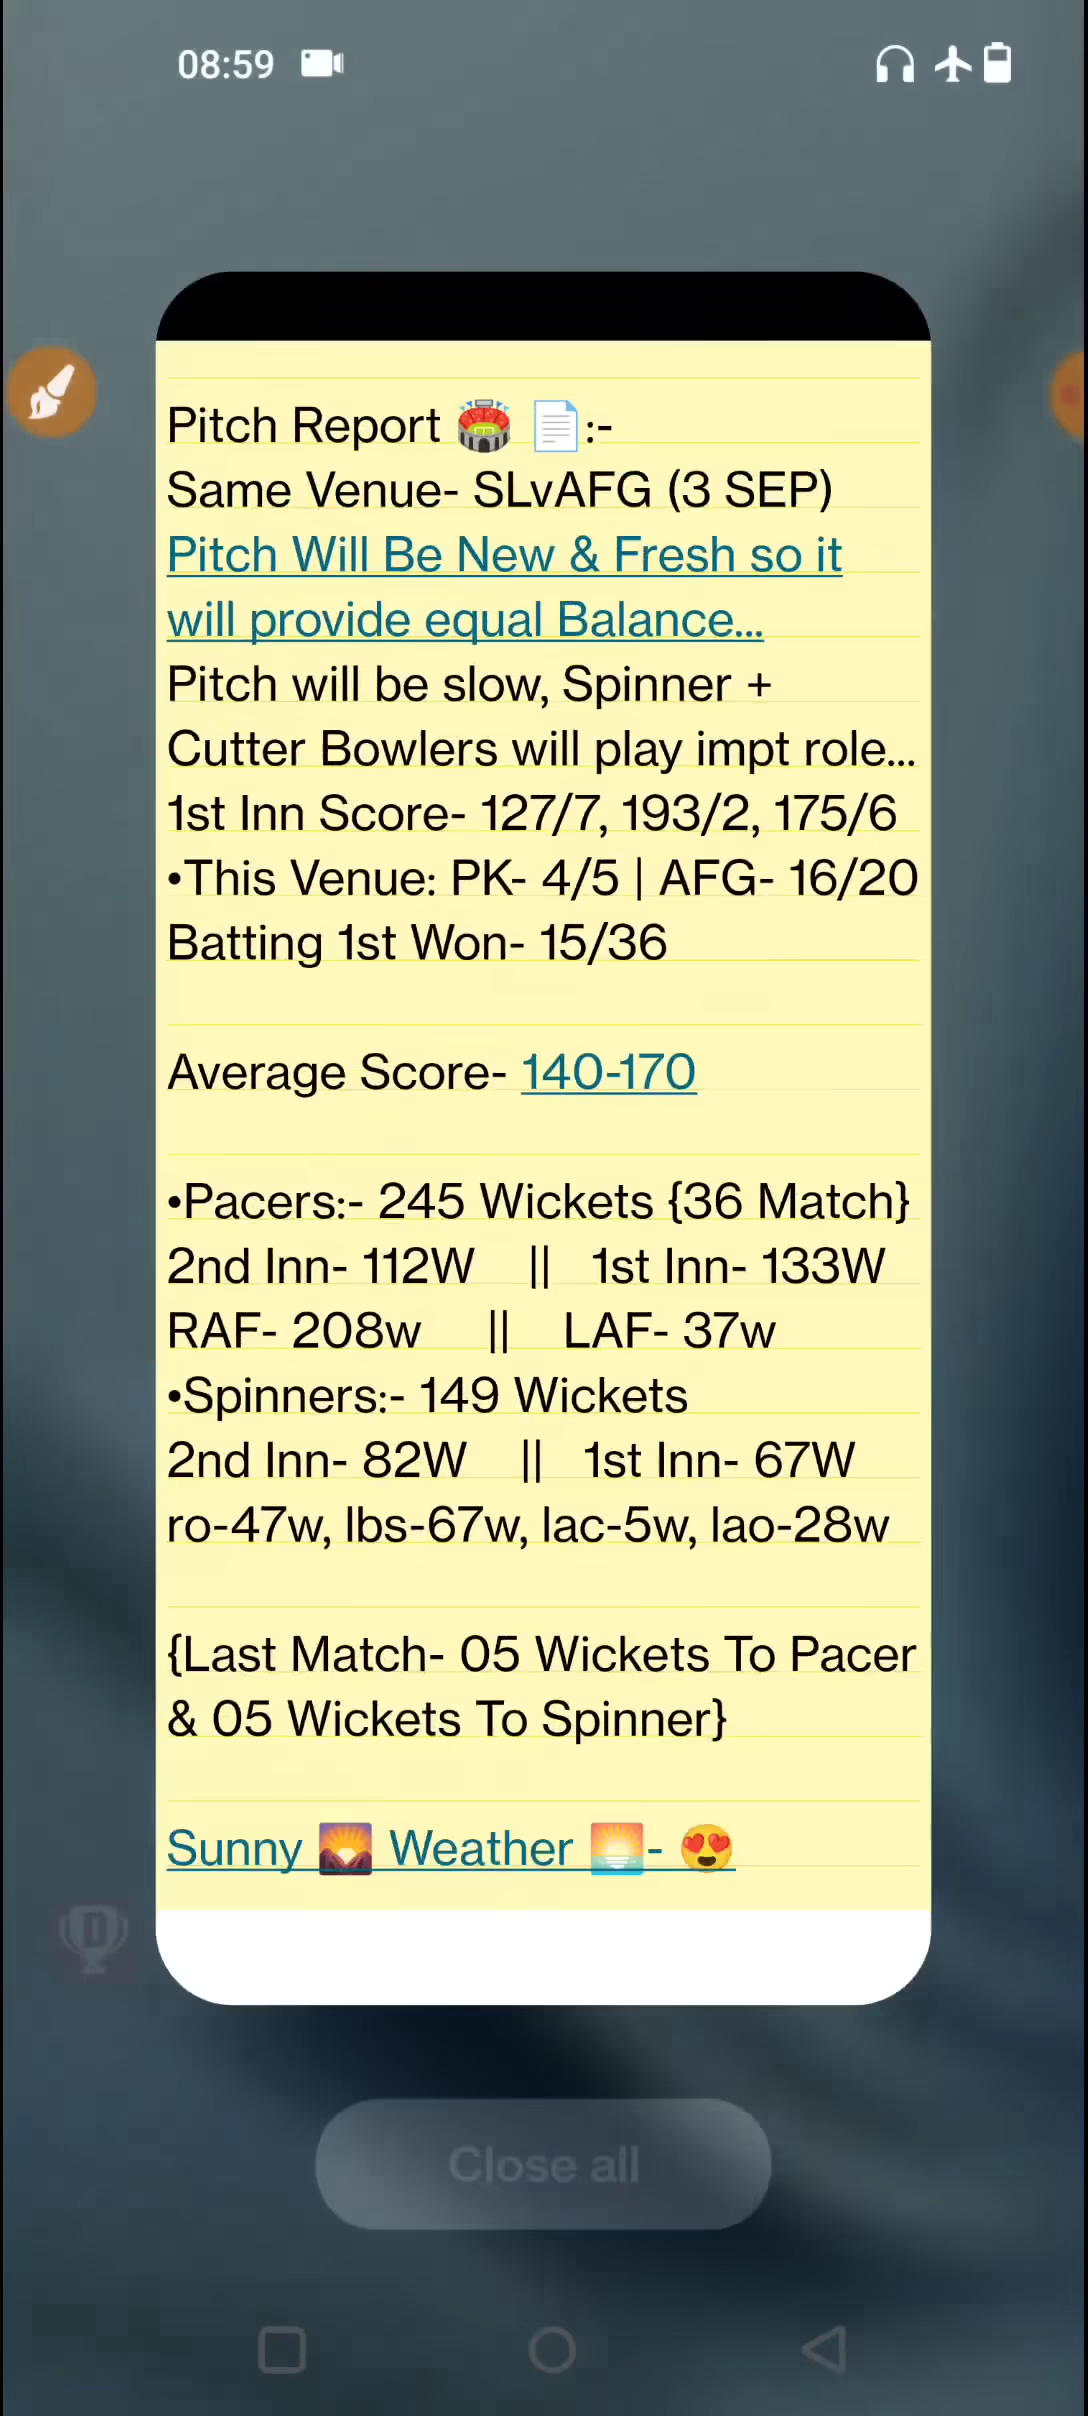 08:59
Pitch Report 🏟️ 📄:-
Same Venue- SLvAFG (3 SEP)
Pitch Will Be New & Fresh so it
will provide equal Balance...
Pitch will be slow, Spinner +
Cutter Bowlers will play impt role...
1st Inn Score- 127/7, 193/2, 175/6
•This Venue: PK- 4/5 | AFG- 16/20
Batting 1st Won- 15/36
Average Score- 140-170
•Pacers:- 245 Wickets {36 Match}
2nd Inn- 112W || 1st Inn- 133W
RAF- 208w || LAF- 37w
•Spinners:- 149 Wickets
2nd Inn- 82W || 1st Inn- 67W
ro-47w, lbs-67w, lac-5w, lao-28w
{Last Match- 05 Wickets To Pacer
& 05 Wickets To Spinner}
Sunny 🌄 Weather 🌅- 😍
D
Close all